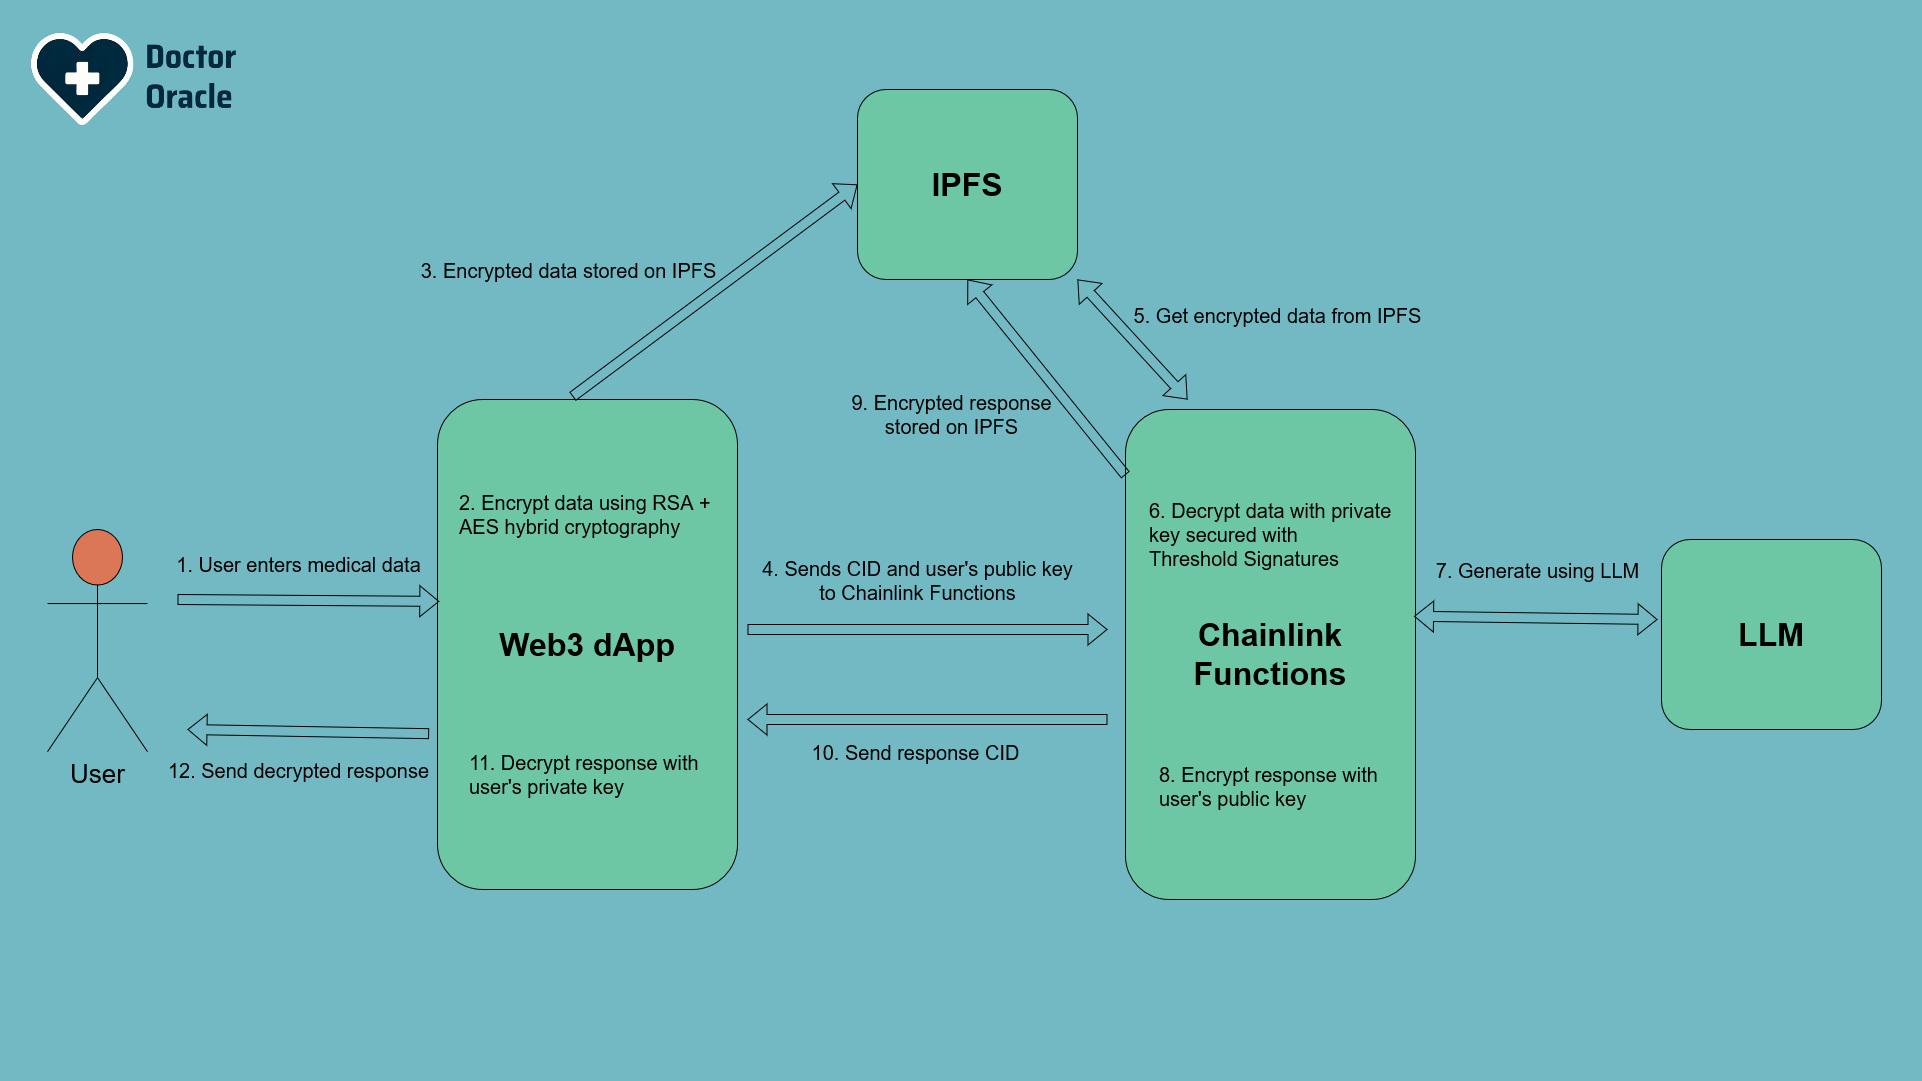 Doctor
Oracle
IPFS
3. Encrypted data stored on IPFS
5. Get encrypted data from IPFS
9. Encrypted response
stored on IPFS
2. Encrypt data using RSA +
AES hybrid cryptography
6. Decrypt data with private
key secured with
Threshold Signatures
1. User enters medical data
4. Sends CID and user's public key
to Chainlink Functions
7. Generate using LLM
Web3 dApp
Chainlink
Functions
LLM
10. Send response CID
11. Decrypt response with
user's private key
8. Encrypt response with
user's public key
User
12. Send decrypted response